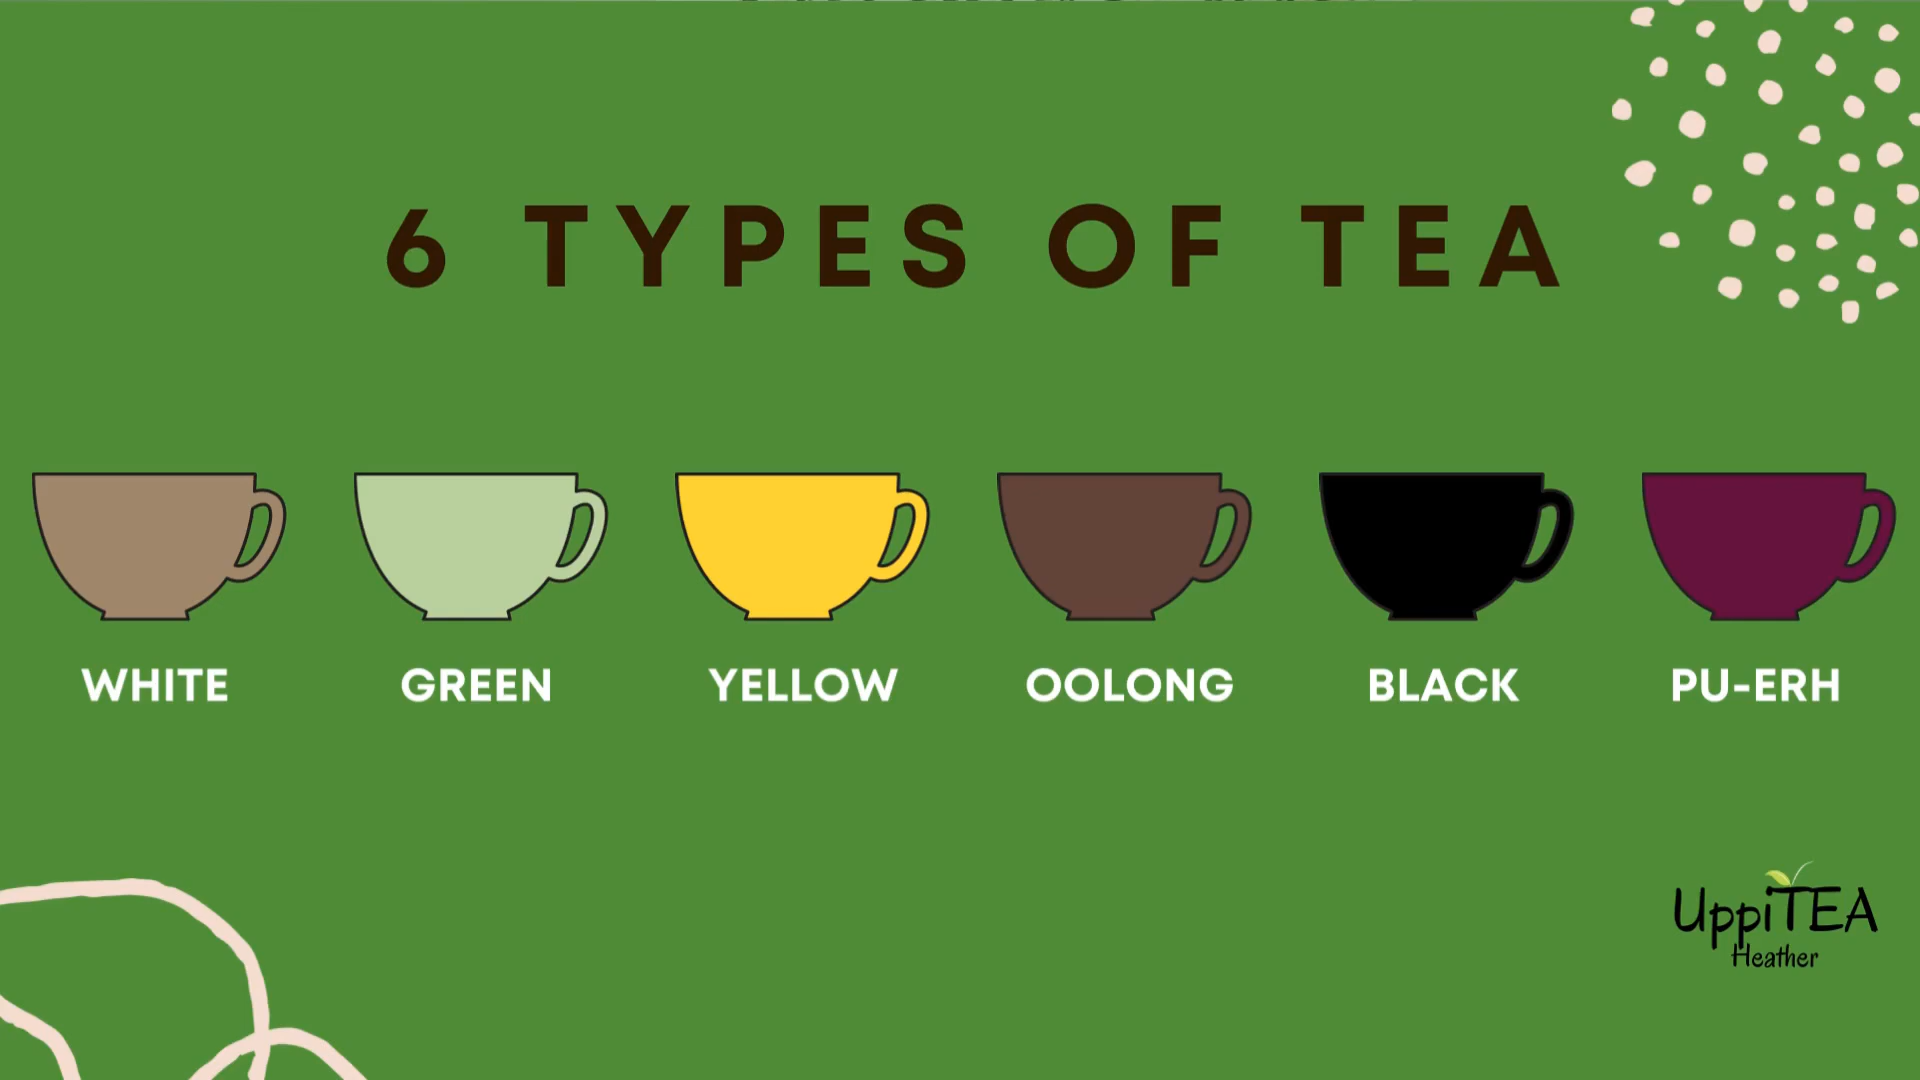 6 TYPES OF TEA
WHITE
GREEN
YELLOW
OOLONG
BLACK
PU-ERH
UppiTEA
Heather